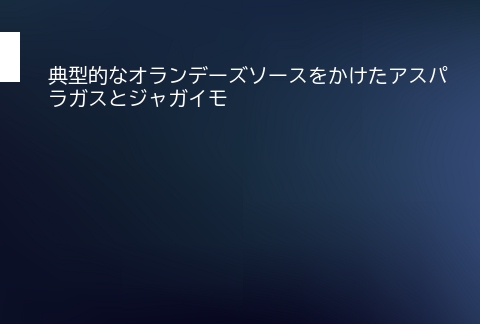 典型的なオランデーズソースをかけたアスパ
ラガスとジャガイモ